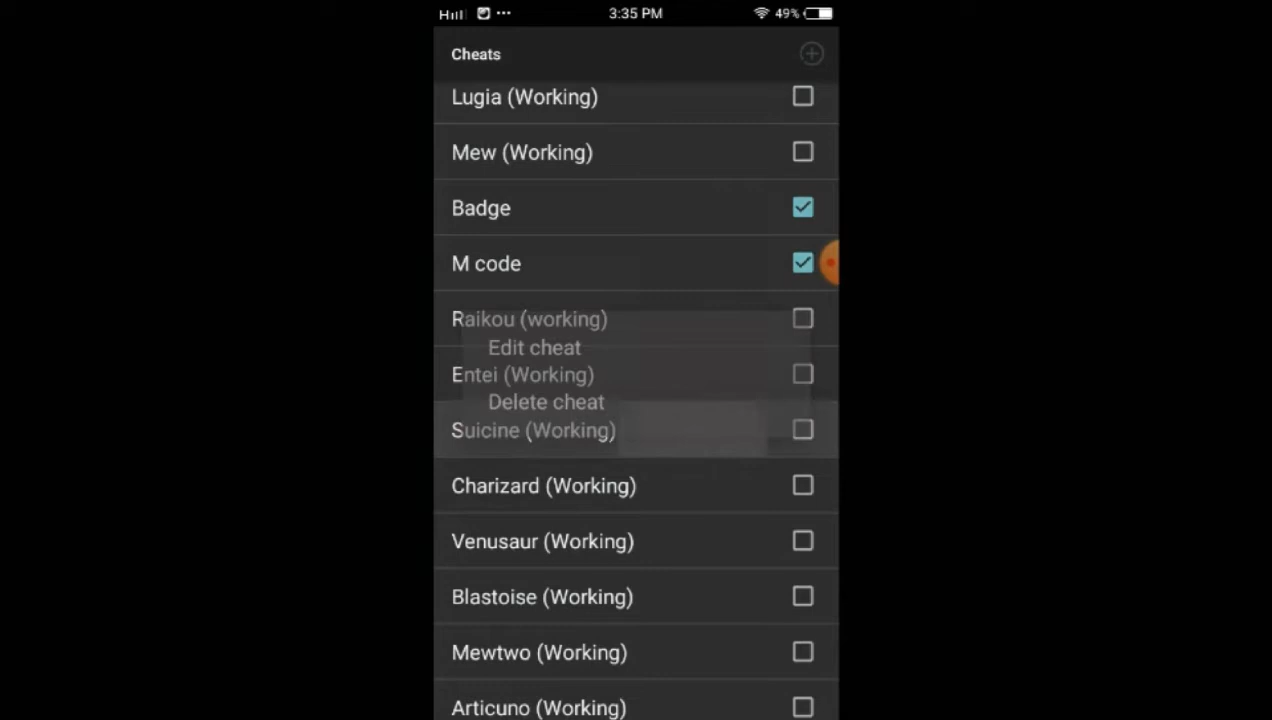 3:35 PM
49%
Cheats
Lugia (Working)
Mew (Working)
Badge
M code
Raikou (working)
Edit cheat
Entei (Working)
Delete cheat
Suicine (Working)
Charizard (Working)
Venusaur (Working)
Blastoise (Working)
Mewtwo (Working)
Articuno (Working)